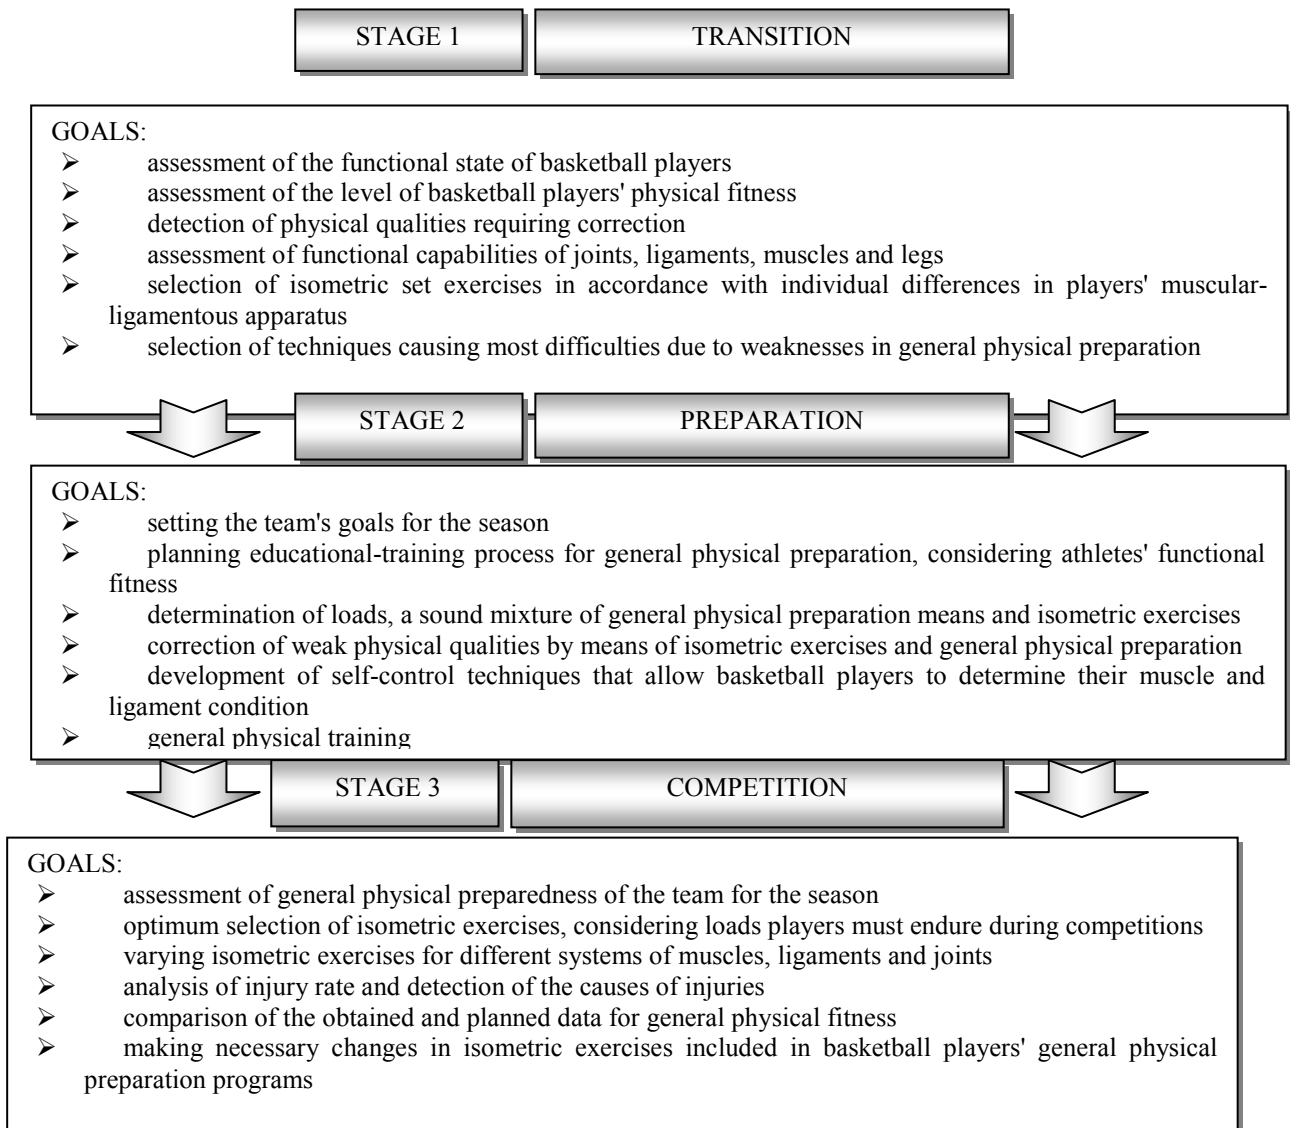 STAGE 1 TRANSITION
GOALS:
➢ assessment of the functional state of basketball players
➢ assessment of the level of basketball players' physical fitness
➢ detection of physical qualities requiring correction
➢ assessment of functional capabilities of joints, ligaments, muscles and legs
➢ selection of isometric set exercises in accordance with individual differences in players' muscular-
ligamentous apparatus
➢ selection of techniques causing most difficulties due to weaknesses in general physical preparation
STAGE 2 PREPARATION
GOALS:
➢ setting the team's goals for the season
➢ planning educational-training process for general physical preparation, considering athletes' functional
fitness
➢ determination of loads, a sound mixture of general physical preparation means and isometric exercises
➢ correction of weak physical qualities by means of isometric exercises and general physical preparation
➢ development of self-control techniques that allow basketball players to determine their muscle and
ligament condition
➢ general physical training
STAGE 3 COMPETITION
GOALS:
➢ assessment of general physical preparedness of the team for the season
➢ optimum selection of isometric exercises, considering loads players must endure during competitions
➢ varying isometric exercises for different systems of muscles, ligaments and joints
➢ analysis of injury rate and detection of the causes of injuries
➢ comparison of the obtained and planned data for general physical fitness
➢ making necessary changes in isometric exercises included in basketball players' general physical
preparation programs